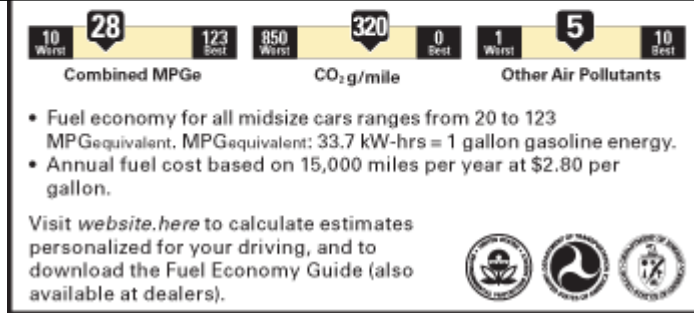 28
10 Worst
123 Best
Combined MPGe
320
850 Worst
0 Best
CO₂ g/mile
5
1 Worst
10 Best
Other Air Pollutants
• Fuel economy for all midsize cars ranges from 20 to 123
MPGequivalent. MPGequivalent: 33.7 kW-hrs = 1 gallon gasoline energy.
• Annual fuel cost based on 15,000 miles per year at $2.80 per
gallon.
Visit website.here to calculate estimates
personalized for your driving, and to
download the Fuel Economy Guide (also
available at dealers).